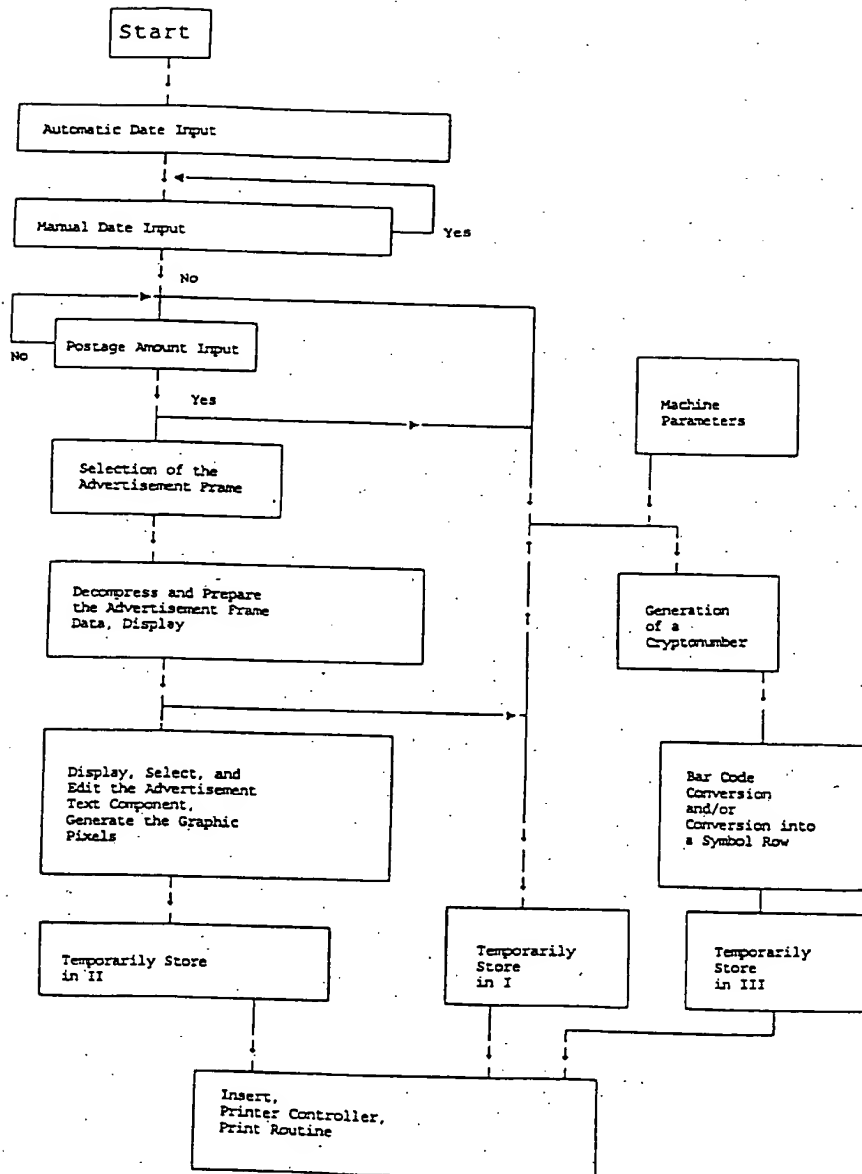 Start
Automatic Date Input
Manual Date Input
Yes
No
Postage Amount Input
No
Yes
Machine
Parameters
Selection of the
Advertisement Frame
Decompress and Prepare
the Advertisement Frame
Data, Display
Generation
of a
Cryptonumber
Display, Select, and
Edit the Advertisement
Text Component,
Generate the Graphic
Pixels
Bar Code
Conversion
and/or
Conversion into
a Symbol Row
Temporarily Store
in II
Temporarily
Store
in I
Temporarily
Store
in III
Insert,
Printer Controller,
Print Routine